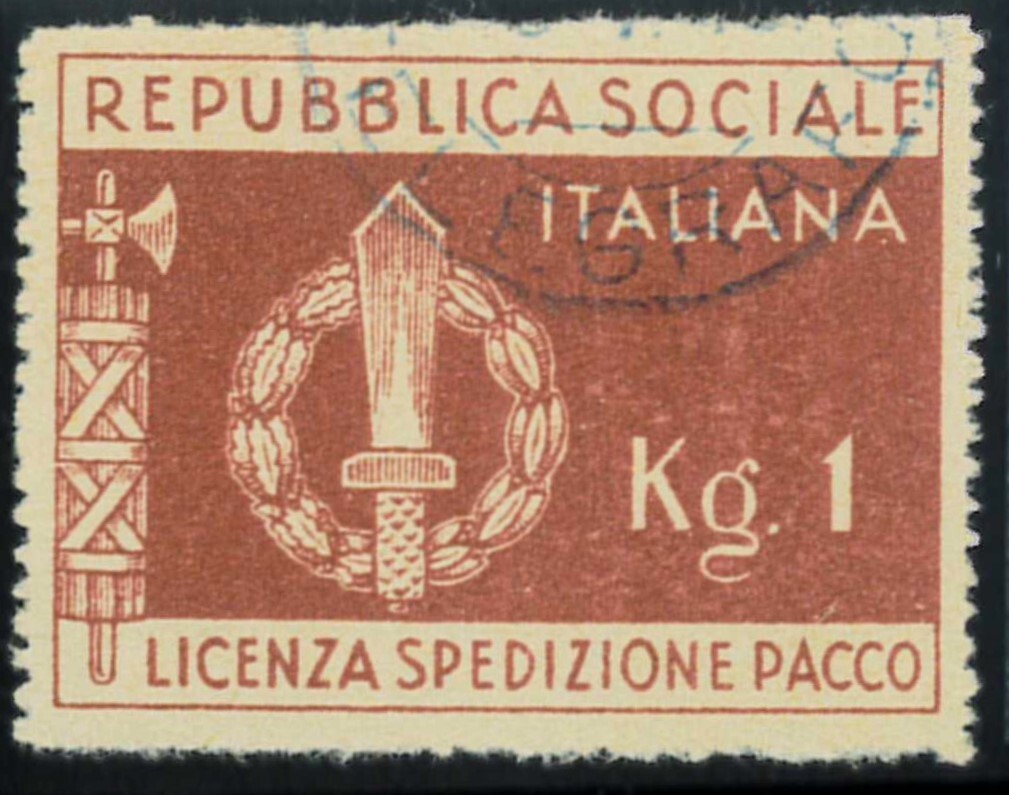 REPUBBLICA SOCIALE
ITALIANA
Kg. 1
LICENZA SPEDIZIONE PACCO